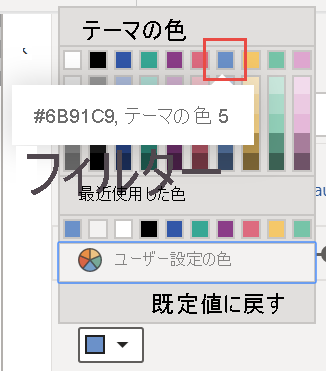 テーマの色
#6B91C9, テーマの色 5
フィルター
最近使用した色
ユーザー設定の色
既定値に戻す